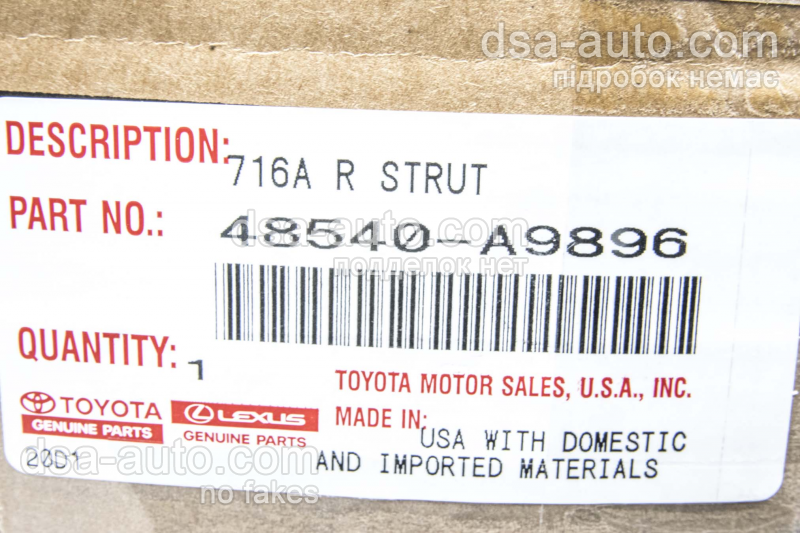 dsa-auto.com
підробок немає
DESCRIPTION: 716A R STRUT
PART NO.: 48540-A9896
dsa-auto.com
подделок нет
QUANTITY: 1
TOYOTA MOTOR SALES, U.S.A., INC.
TOYOTA
GENUINE PARTS
LEXUS
GENUINE PARTS
MADE IN: USA WITH DOMESTIC
AND IMPORTED MATERIALS
20D1
dsa-auto.com
no fakes